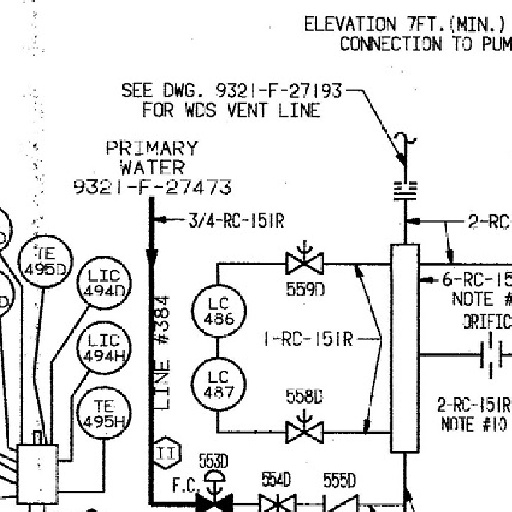 ELEVATION 7FT.(MIN.)
CONNECTION TO PUM
SEE DWG. 9321-F-27193
FOR WDS VENT LINE
PRIMARY
WATER
9321-F-27473
3/4-RC-151R
2-RC-
TE
495D
LIC
494D
559D
6-RC-15
NOTE #
ORIFIC
LC
486
LINE #384
1-RC-151R
LIC
494H
LC
487
TE
495H
558D
2-RC-151R
NOTE #10
II
553D
F.C.
554D
555D